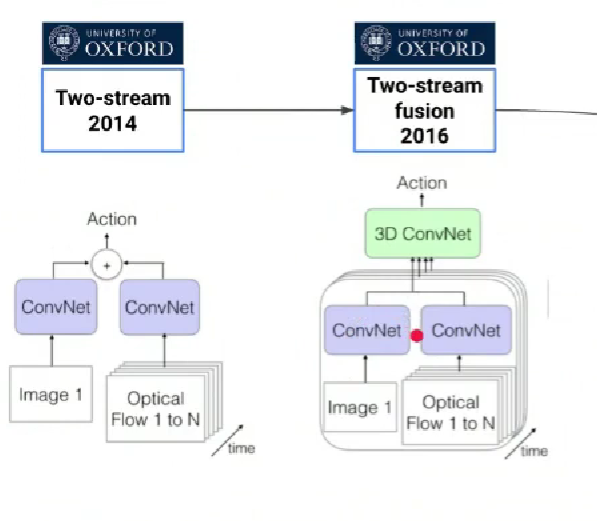 UNIVERSITY OF
OXFORD
Two-stream
2014
UNIVERSITY OF
OXFORD
Two-stream
fusion
2016
Action
+
ConvNet
ConvNet
Image 1
Optical
Flow 1 to N
time
Action
3D ConvNet
ConvNet
ConvNet
Image 1
Optical
Flow 1 to N
time